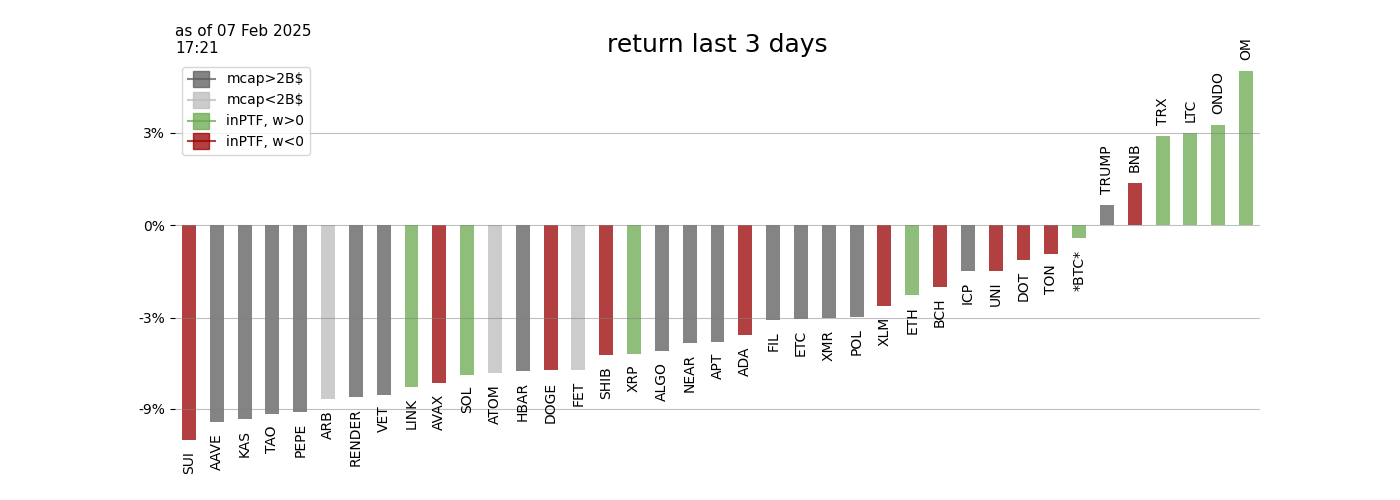 as of 07 Feb 2025
17:21
return last 3 days
mcap>2B$
mcap<2B$
inPTF, w>0
inPTF, w<0
3%
0%
-3%
-9%
SUI
AAVE
KAS
TAO
PEPE
ARB
RENDER
VET
LINK
AVAX
SOL
ATOM
HBAR
DOGE
FET
SHIB
XRP
ALGO
NEAR
APT
ADA
FIL
ETC
XMR
POL
XLM
ETH
BCH
ICP
UNI
DOT
TON
*BTC*
TRUMP
BNB
TRX
LTC
ONDO
OM